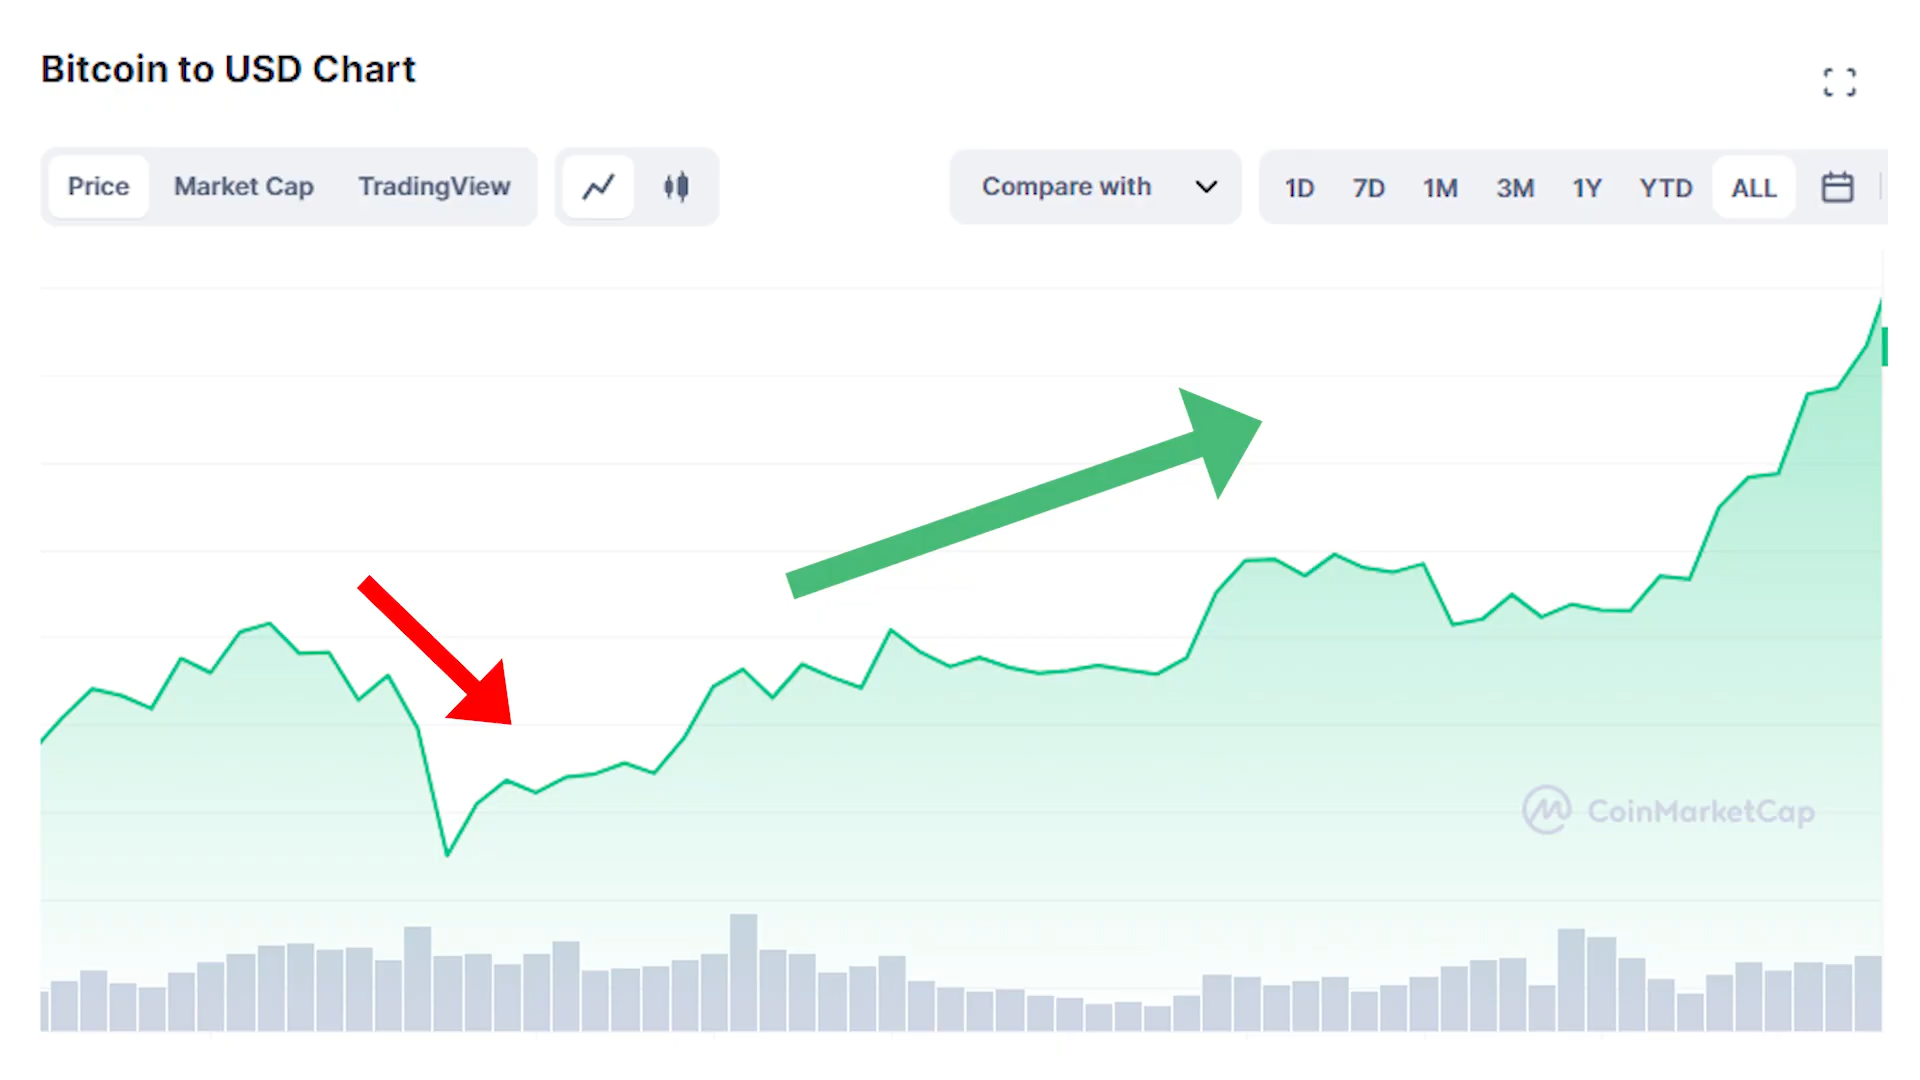 Bitcoin to USD Chart
Price Market Cap TradingView Compare with 1D 7D 1M 3M 1Y YTD ALL
CoinMarketCap